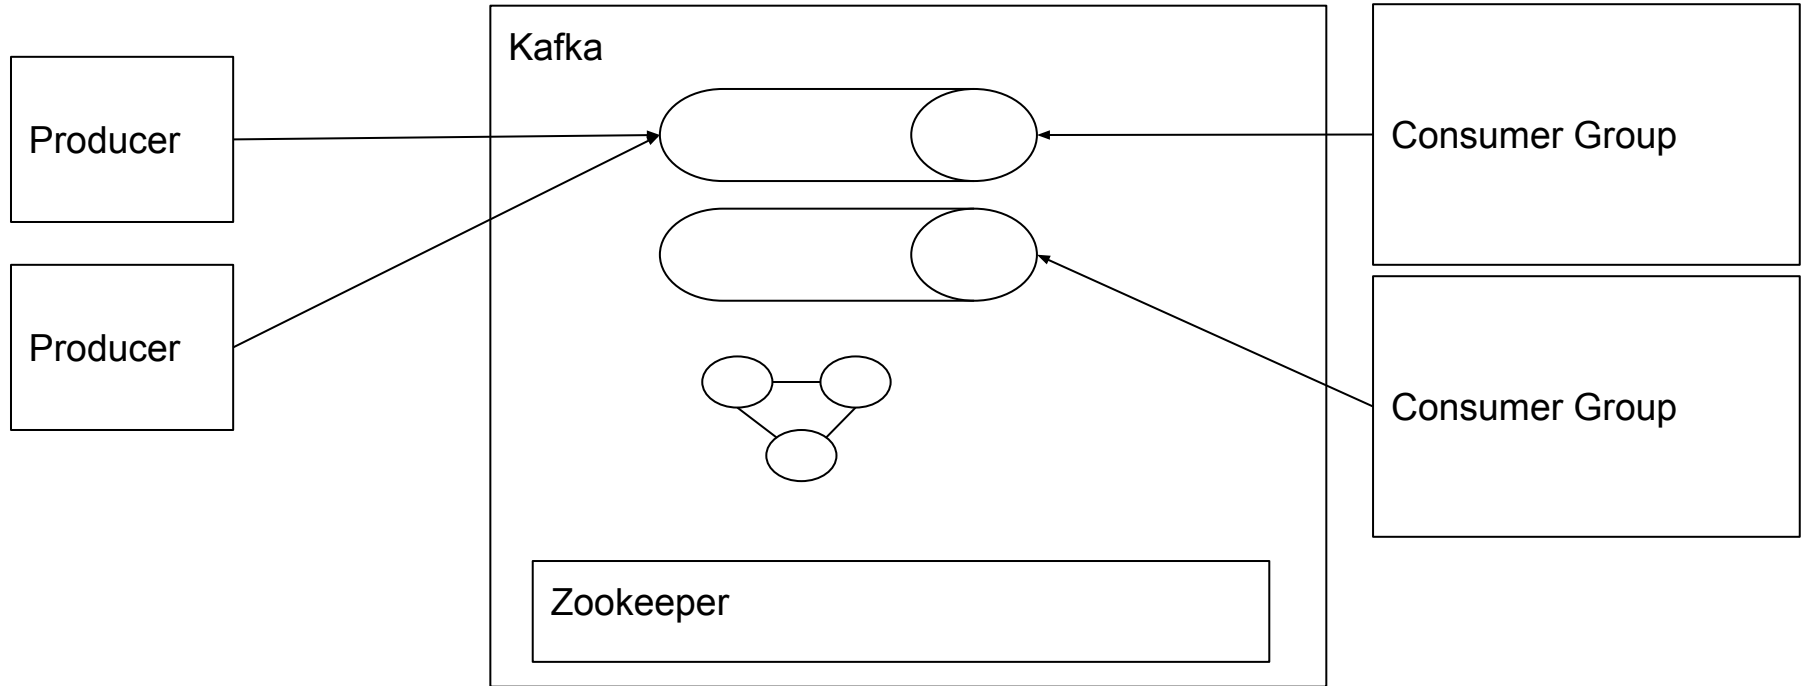 Kafka
Producer
Producer
Consumer Group
Consumer Group
Zookeeper